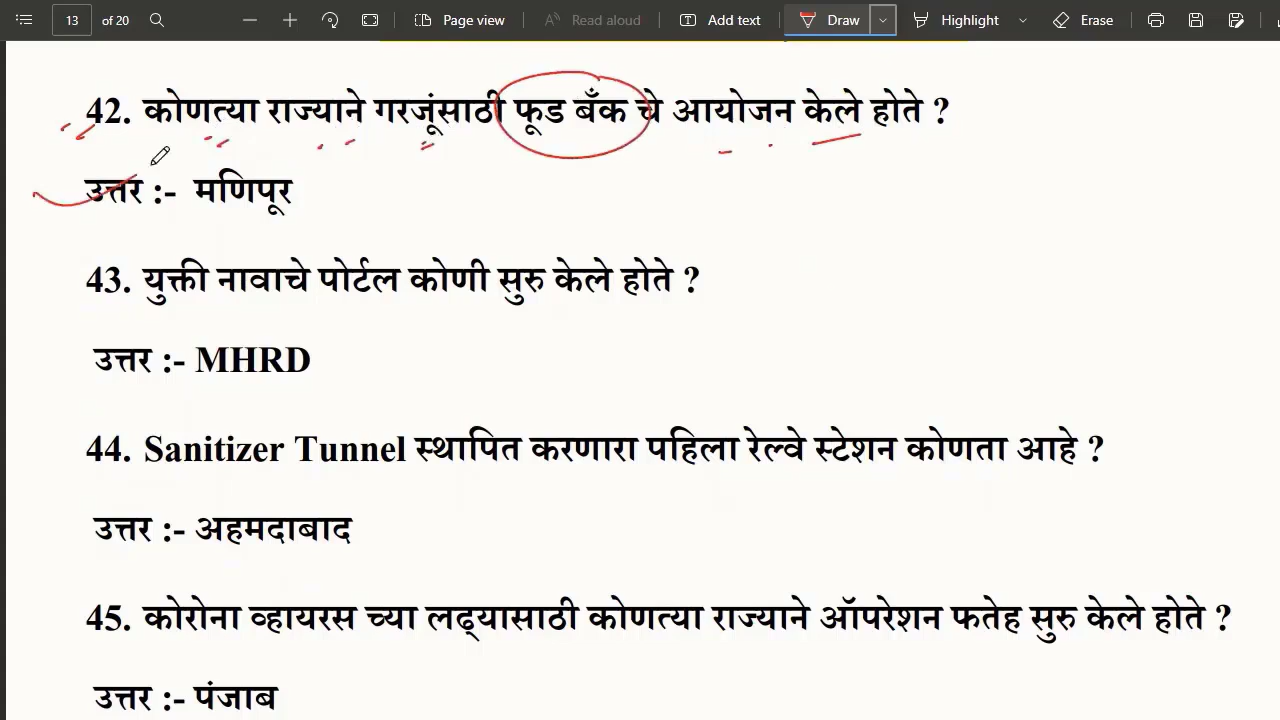 13 of 20 Page view Read aloud Add text Draw Highlight Erase
42. कोणत्या राज्याने गरजूंसाठी फूड बँक चे आयोजन केले होते ?
उत्तर :- मणिपूर
43. युक्ती नावाचे पोर्टल कोणी सुरु केले होते ?
उत्तर :- MHRD
44. Sanitizer Tunnel स्थापित करणारा पहिला रेल्वे स्टेशन कोणता आहे ?
उत्तर :- अहमदाबाद
45. कोरोना व्हायरस च्या लढ्यासाठी कोणत्या राज्याने ऑपरेशन फतेह सुरु केले होते ?
उत्तर :- पंजाब